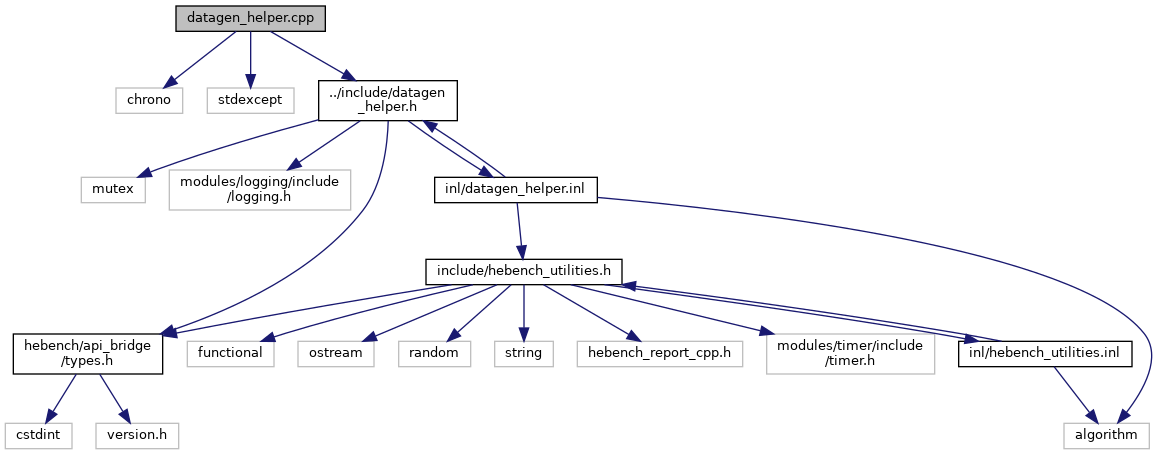 datagen_helper.cpp
chrono
stdexcept
../include/datagen
_helper.h
mutex
modules/logging/include
/logging.h
inl/datagen_helper.inl
include/hebench_utilities.h
hebench/api_bridge
/types.h
functional
ostream
random
string
hebench_report_cpp.h
modules/timer/include
/timer.h
inl/hebench_utilities.inl
cstdint
version.h
algorithm